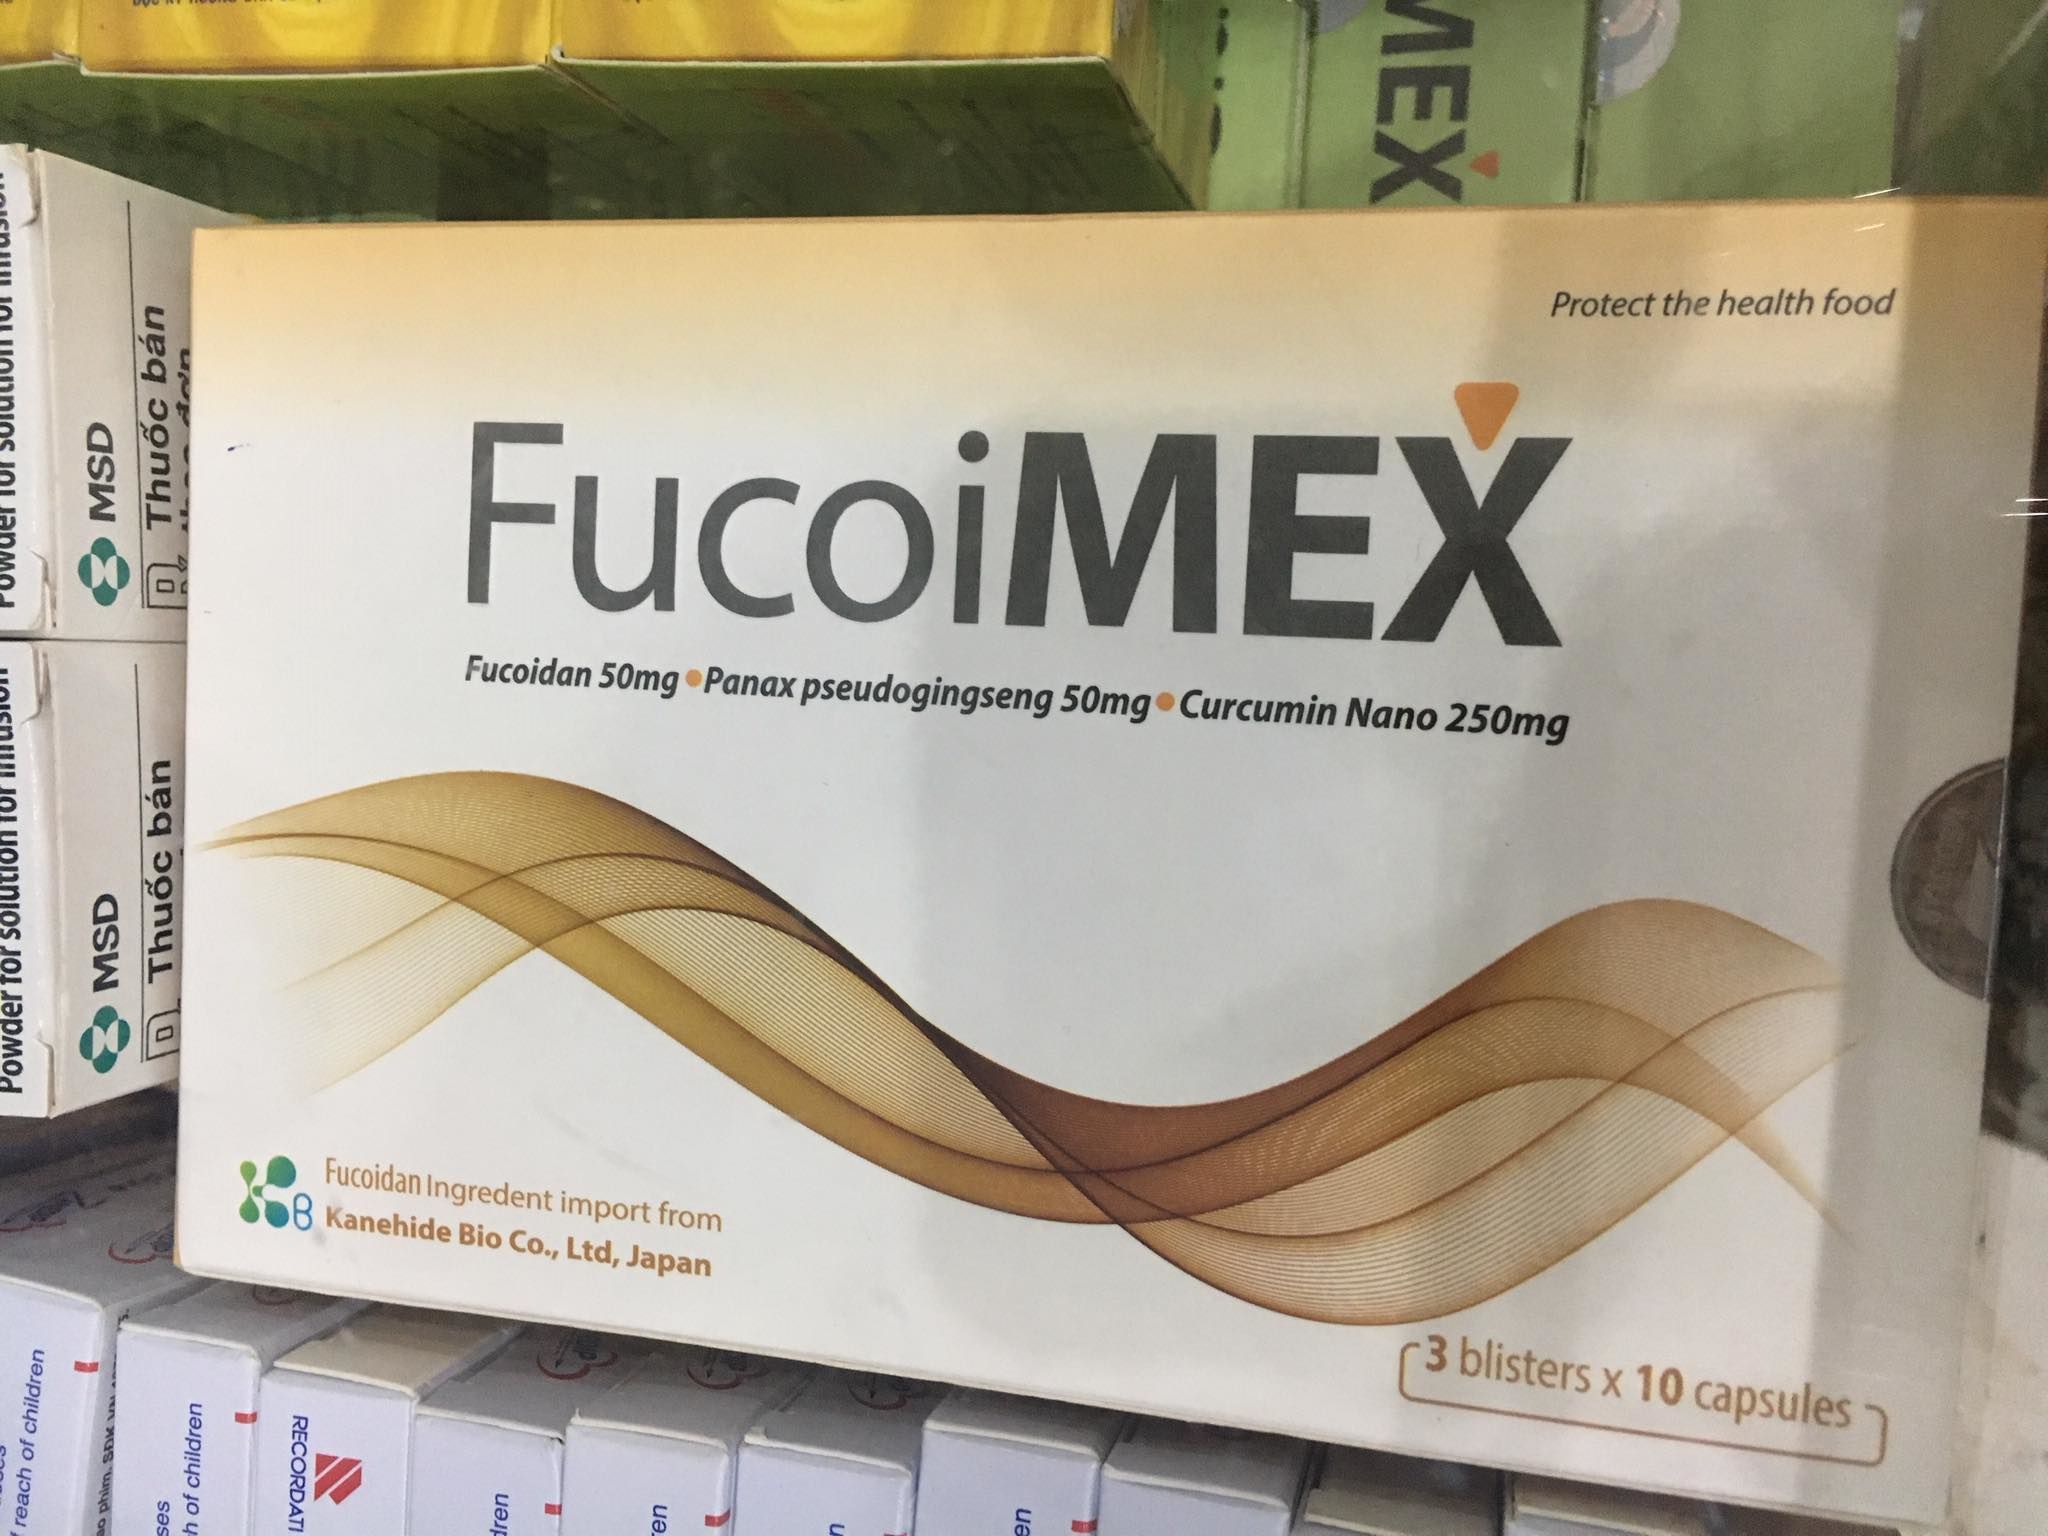 MEX
Protect the health food
FucoiMEX
Fucoidan 50mg • Panax pseudogingseng 50mg • Curcumin Nano 250mg
KB
Fucoidan Ingredent import from
Kanehide Bio Co., Ltd, Japan
3 blisters x 10 capsules
Powder for solution for infusion
MSD
Thuốc bán
Powder for solution for infusion
MSD
Thuốc bán
of reach of children
h of children
RECORDATI